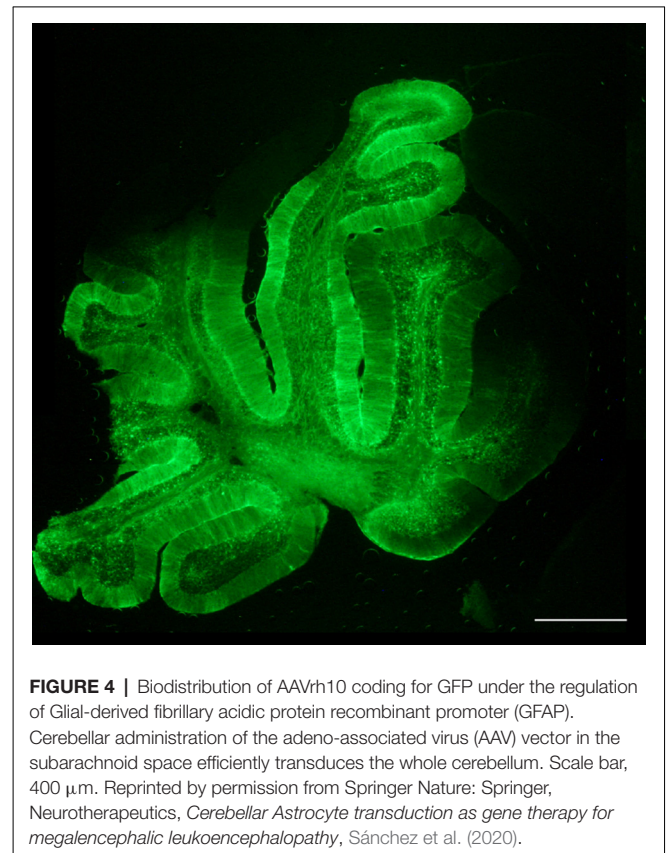 FIGURE 4 | Biodistribution of AAVrh10 coding for GFP under the regulation
of Glial-derived fibrillary acidic protein recombinant promoter (GFAP).
Cerebellar administration of the adeno-associated virus (AAV) vector in the
subarachnoid space efficiently transduces the whole cerebellum. Scale bar,
400 μm. Reprinted by permission from Springer Nature: Springer,
Neurotherapeutics, Cerebellar Astrocyte transduction as gene therapy for
megalencephalic leukoencephalopathy, Sánchez et al. (2020).